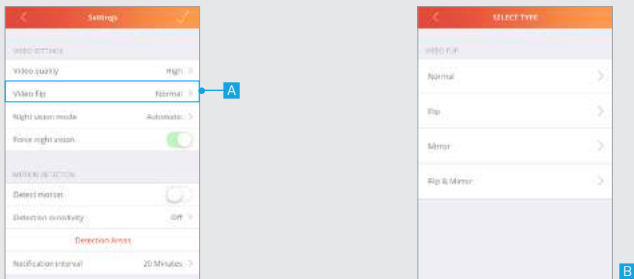 Settings
VIDEO SETTINGS
Video quality High
Video flip Normal
Night vision mode Automatic
Force night vision
MOTION DETECTION
Detect motion
Detection sensitivity Off
Detection Areas
Notification interval 20 Minutes
A
SELECT TYPE
VIDEO FLIP
Normal
Flip
Mirror
Flip & Mirror
B